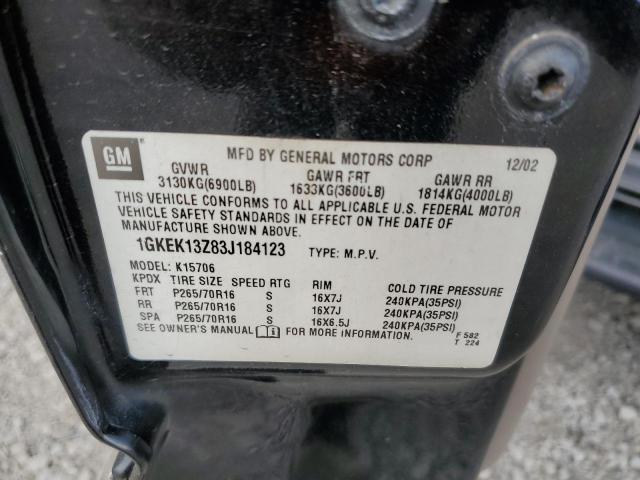 GM
MFD BY GENERAL MOTORS CORP 12/02
GVWR GAWR FRT GAWR RR
3130KG(6900LB) 1633KG(3600LB) 1814KG(4000LB)
THIS VEHICLE CONFORMS TO ALL APPLICABLE U.S. FEDERAL MOTOR
VEHICLE SAFETY STANDARDS IN EFFECT ON THE DATE OF
MANUFACTURE SHOWN ABOVE.
1GKEK13Z83J184123 TYPE: M.P.V.
MODEL: K15706
KPDX TIRE SIZE SPEED RTG RIM COLD TIRE PRESSURE
FRT P265/70R16 S 16X7J 240KPA(35PSI)
RR P265/70R16 S 16X7J 240KPA(35PSI)
SPA P265/70R16 S 16X6.5J 240KPA(35PSI)
SEE OWNER'S MANUAL FOR MORE INFORMATION.
F 582
T 224